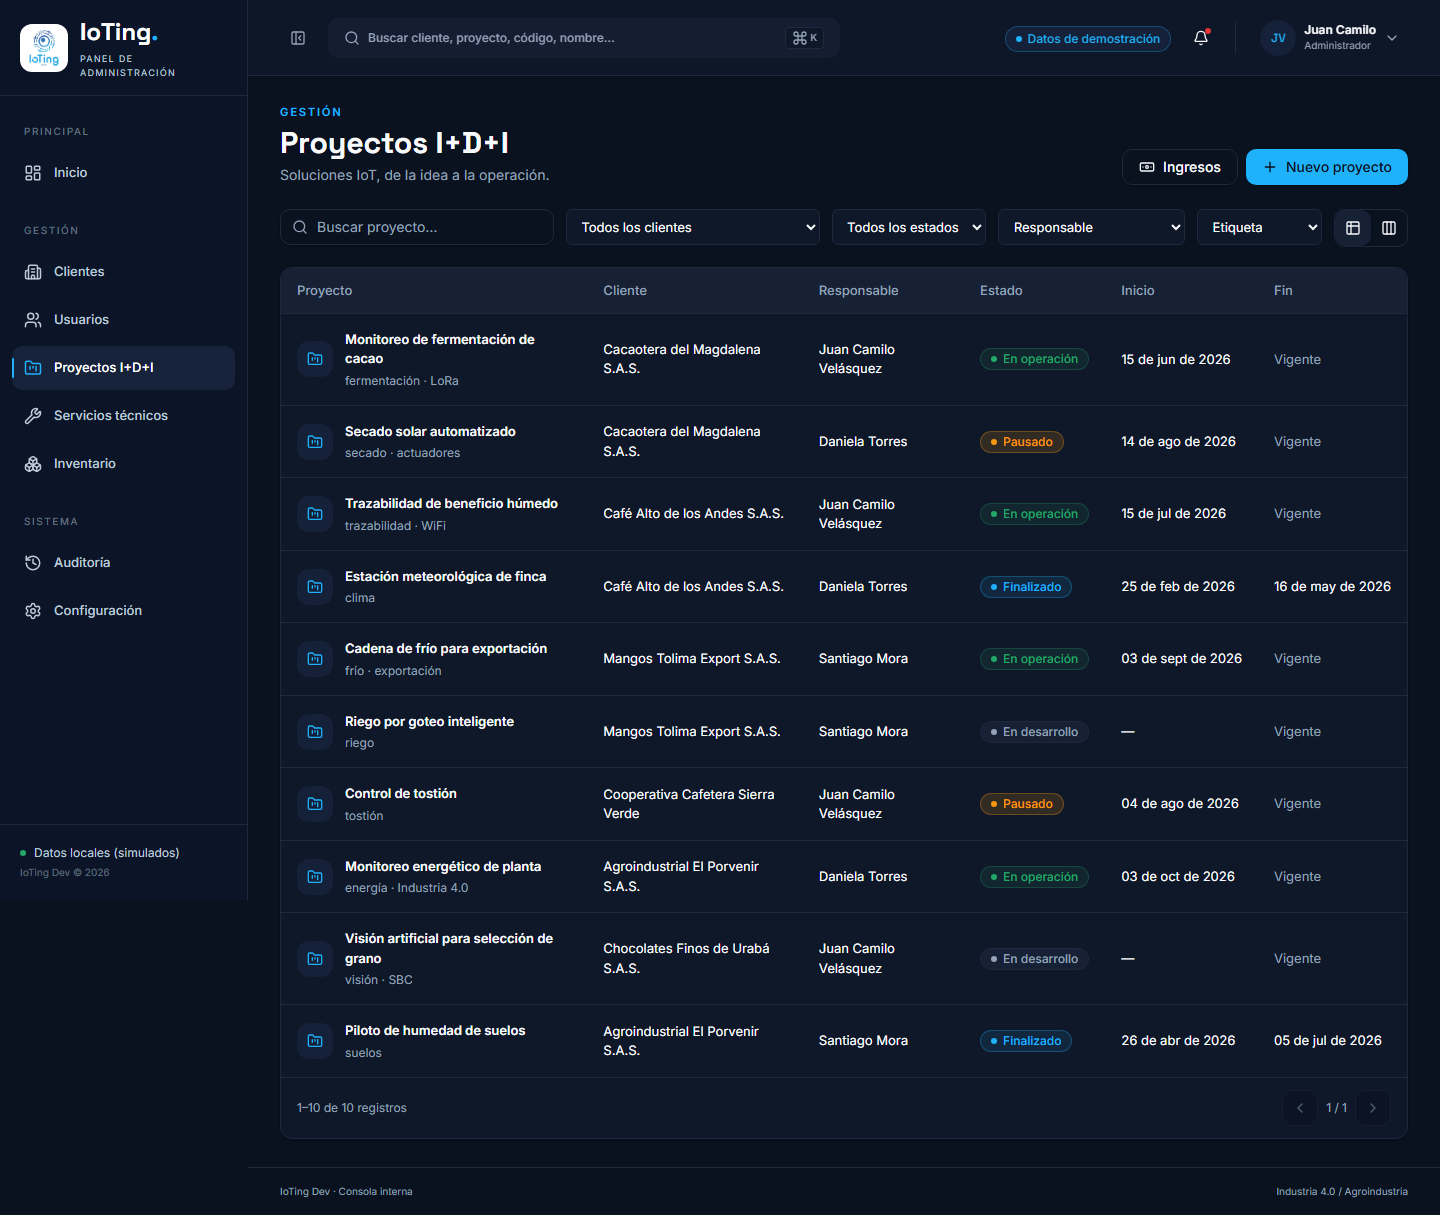 IoTing
IoTing.
PANEL DE
ADMINISTRACIÓN
Buscar cliente, proyecto, código, nombre...
⌘ K
Datos de demostración
JV
Juan Camilo
Administrador
PRINCIPAL
Inicio
GESTIÓN
Clientes
Usuarios
Proyectos I+D+I
Servicios técnicos
Inventario
SISTEMA
Auditoría
Configuración
Datos locales (simulados)
IoTing Dev © 2026
GESTIÓN
Proyectos I+D+I
Soluciones IoT, de la idea a la operación.
Ingresos
Nuevo proyecto
Buscar proyecto...
Todos los clientes
Todos los estados
Responsable
Etiqueta
Proyecto Cliente Responsable Estado Inicio Fin
Monitoreo de fermentación de
cacao
fermentación · LoRa
Cacaotera del Magdalena
S.A.S.
Juan Camilo
Velásquez
En operación
15 de jun de 2026
Vigente
Secado solar automatizado
secado · actuadores
Cacaotera del Magdalena
S.A.S.
Daniela Torres
Pausado
14 de ago de 2026
Vigente
Trazabilidad de beneficio húmedo
trazabilidad · WiFi
Café Alto de los Andes S.A.S.
Juan Camilo
Velásquez
En operación
15 de jul de 2026
Vigente
Estación meteorológica de finca
clima
Café Alto de los Andes S.A.S.
Daniela Torres
Finalizado
25 de feb de 2026
16 de may de 2026
Cadena de frío para exportación
frío · exportación
Mangos Tolima Export S.A.S.
Santiago Mora
En operación
03 de sept de 2026
Vigente
Riego por goteo inteligente
riego
Mangos Tolima Export S.A.S.
Santiago Mora
En desarrollo
—
Vigente
Control de tostión
tostión
Cooperativa Cafetera Sierra
Verde
Juan Camilo
Velásquez
Pausado
04 de ago de 2026
Vigente
Monitoreo energético de planta
energía · Industria 4.0
Agroindustrial El Porvenir
S.A.S.
Daniela Torres
En operación
03 de oct de 2026
Vigente
Visión artificial para selección de
grano
visión · SBC
Chocolates Finos de Urabá
S.A.S.
Juan Camilo
Velásquez
En desarrollo
—
Vigente
Piloto de humedad de suelos
suelos
Agroindustrial El Porvenir
S.A.S.
Santiago Mora
Finalizado
26 de abr de 2026
05 de jul de 2026
1–10 de 10 registros
1 / 1
IoTing Dev · Consola interna
Industria 4.0 / Agroindustria